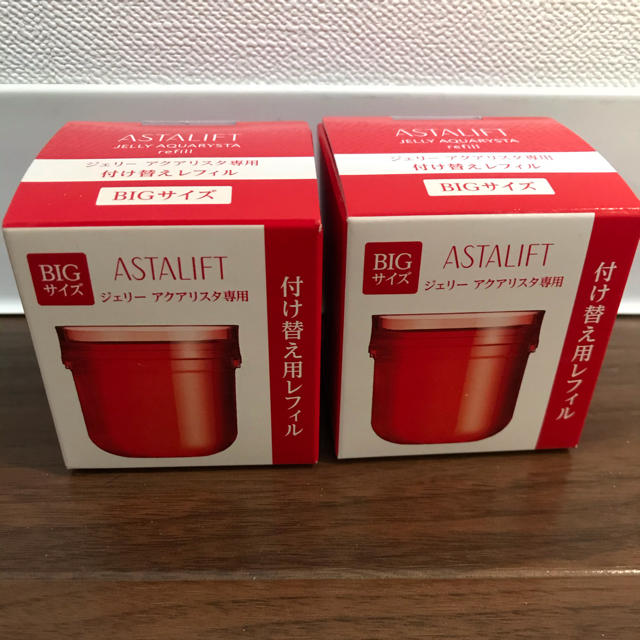 ASTALIFT
JELLY AQUARYSTA
refill
ジェリー アクアリスタ専用
付け替えレフィル
BIGサイズ
BIG
サイズ
ASTALIFT
ジェリー アクアリスタ専用
付け替え用レフィル
ASTALIFT
JELLY AQUARYSTA
refill
ジェリー アクアリスタ専用
付け替えレフィル
BIGサイズ
BIG
サイズ
ASTALIFT
ジェリー アクアリスタ専用
付け替え用レフィル